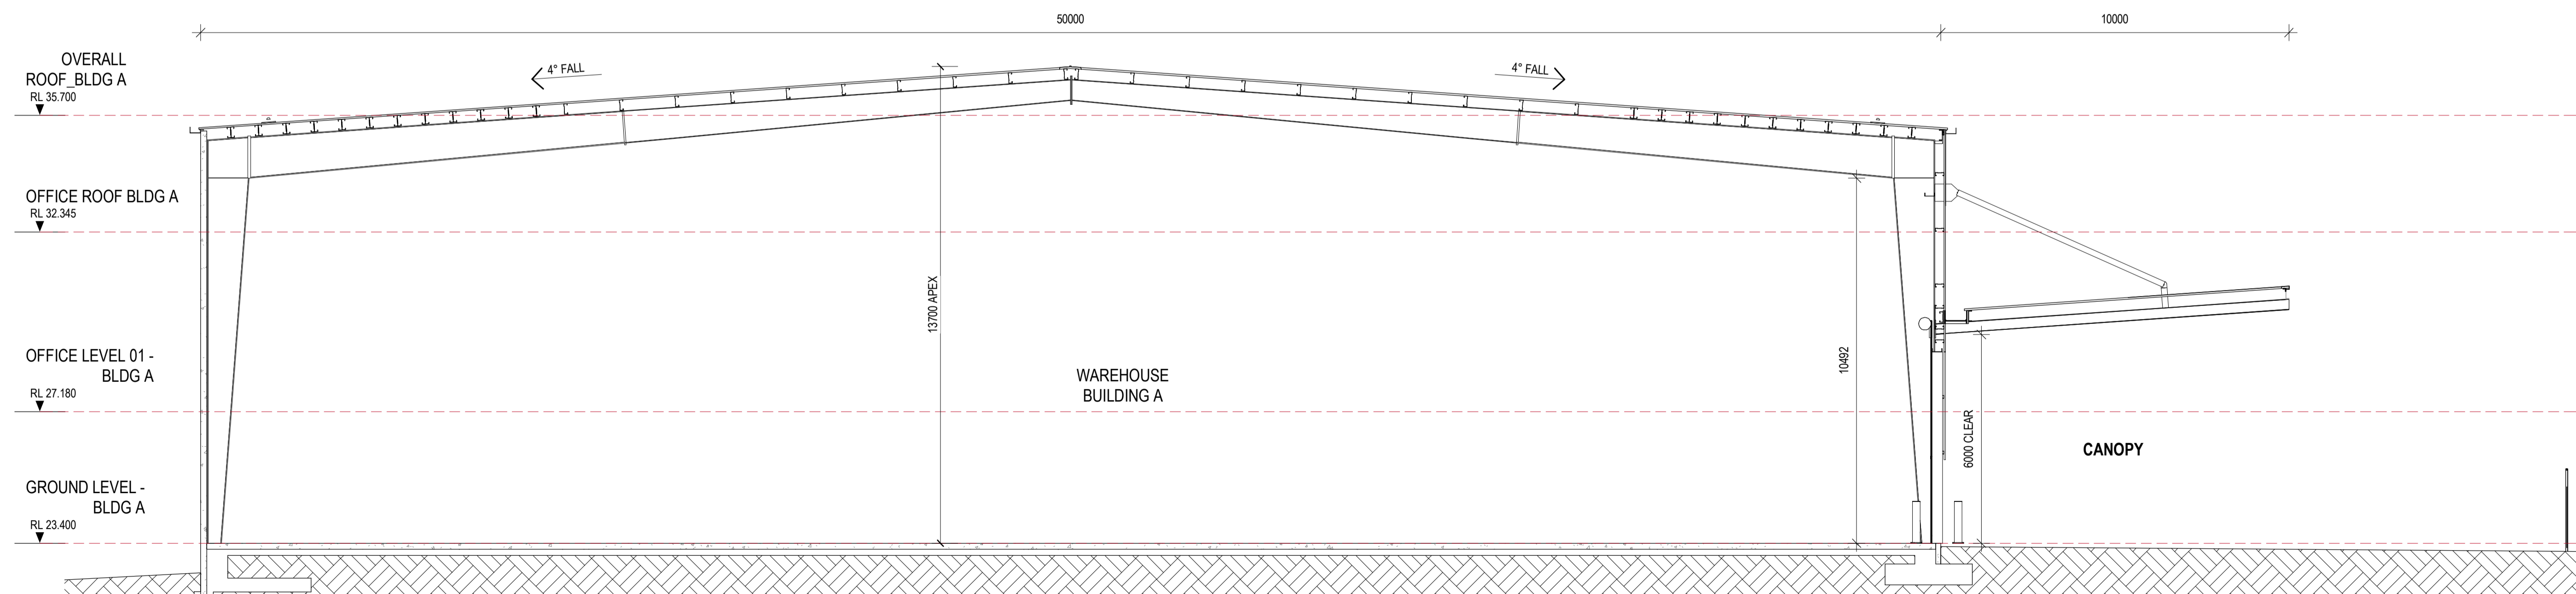 50000
10000
OVERALL
ROOF_BLDG A
RL 35.700
4° FALL
4° FALL
OFFICE ROOF BLDG A
RL 32.345
13700 APEX
10492
OFFICE LEVEL 01 -
BLDG A
RL 27.180
WAREHOUSE
BUILDING A
6000 CLEAR
CANOPY
GROUND LEVEL -
BLDG A
RL 23.400